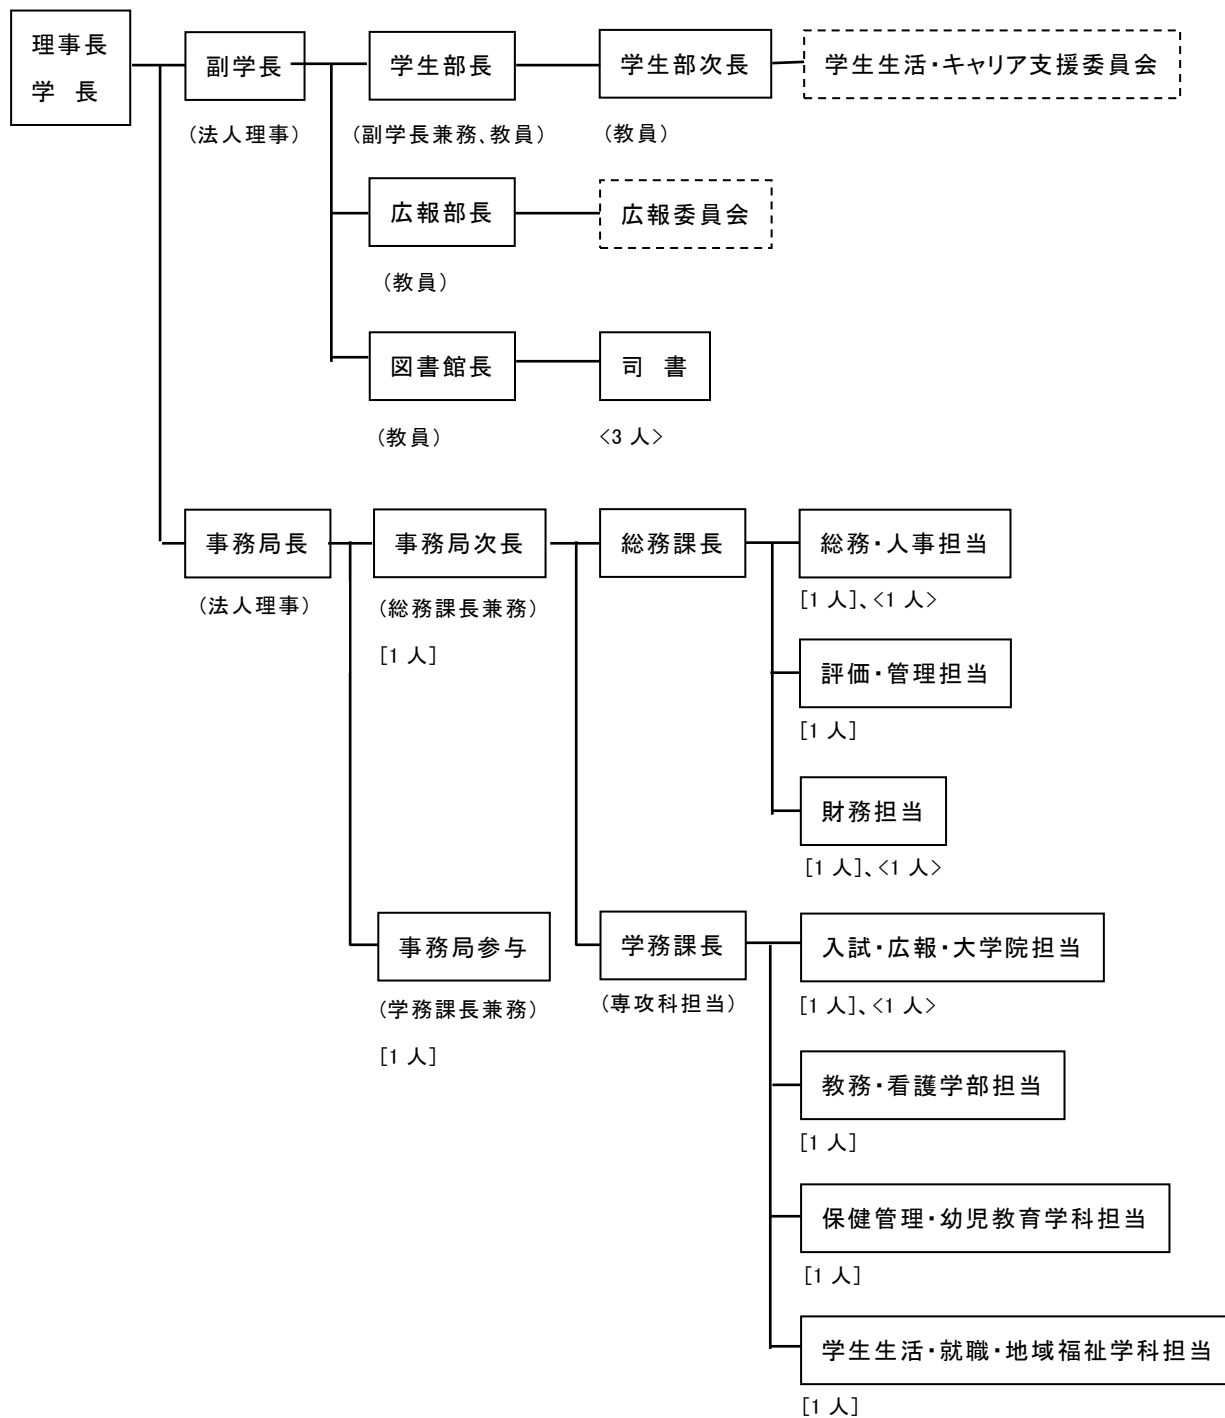 理事長
学　長
副学長
学生部長
学生部次長
学生生活・キャリア支援委員会
(法人理事)
(副学長兼務、教員)
(教員)
広報部長
広報委員会
(教員)
図書館長
司　書
(教員)
<3 人>
事務局長
事務局次長
総務課長
総務・人事担当
(法人理事)
(総務課長兼務)
[1 人]
[1 人]、<1 人>
評価・管理担当
[1 人]
財務担当
[1 人]、<1 人>
事務局参与
学務課長
入試・広報・大学院担当
(学務課長兼務)
[1 人]
(専攻科担当)
[1 人]、<1 人>
教務・看護学部担当
[1 人]
保健管理・幼児教育学科担当
[1 人]
学生生活・就職・地域福祉学科担当
[1 人]